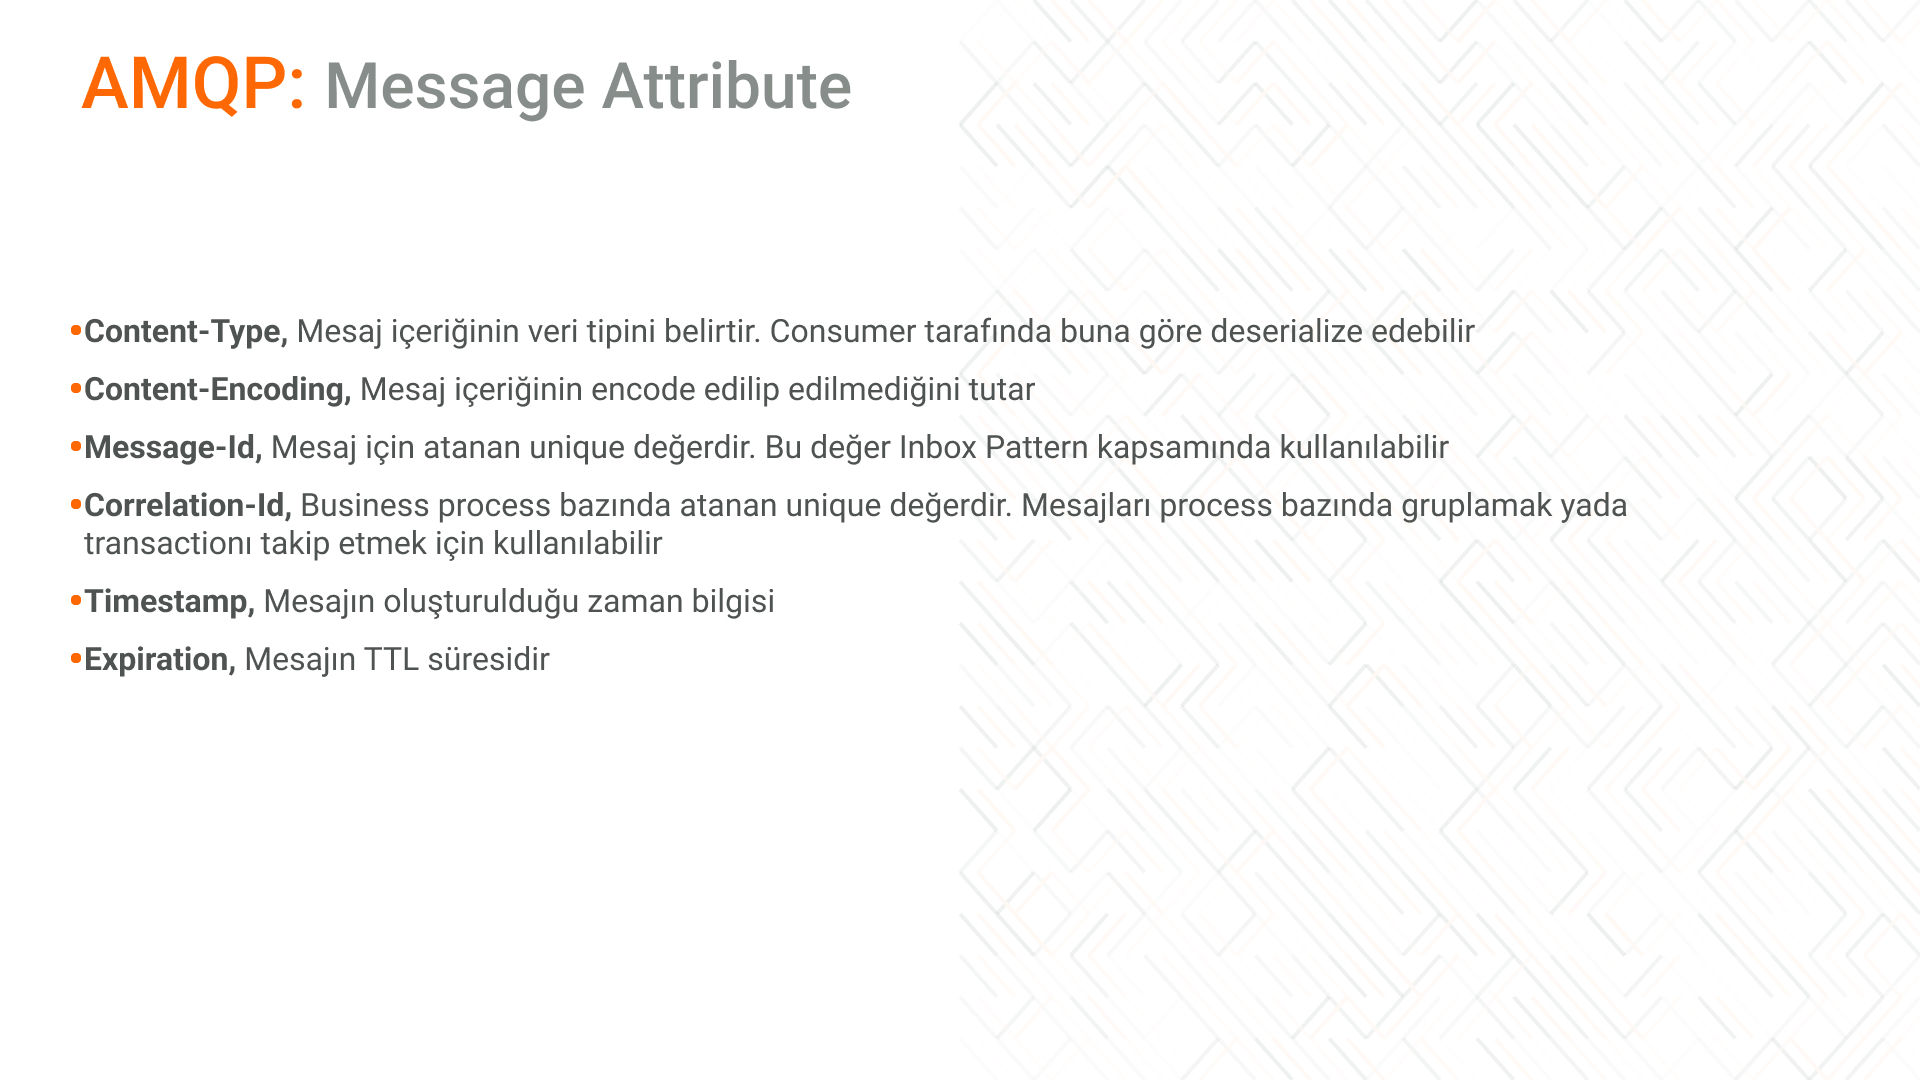 AMQP: Message Attribute
•Content-Type, Mesaj içeriğinin veri tipini belirtir. Consumer tarafında buna göre deserialize edebilir
•Content-Encoding, Mesaj içeriğinin encode edilip edilmediğini tutar
•Message-Id, Mesaj için atanan unique değerdir. Bu değer Inbox Pattern kapsamında kullanılabilir
•Correlation-Id, Business process bazında atanan unique değerdir. Mesajları process bazında gruplamak yada
transactionı takip etmek için kullanılabilir
•Timestamp, Mesajın oluşturulduğu zaman bilgisi
•Expiration, Mesajın TTL süresidir